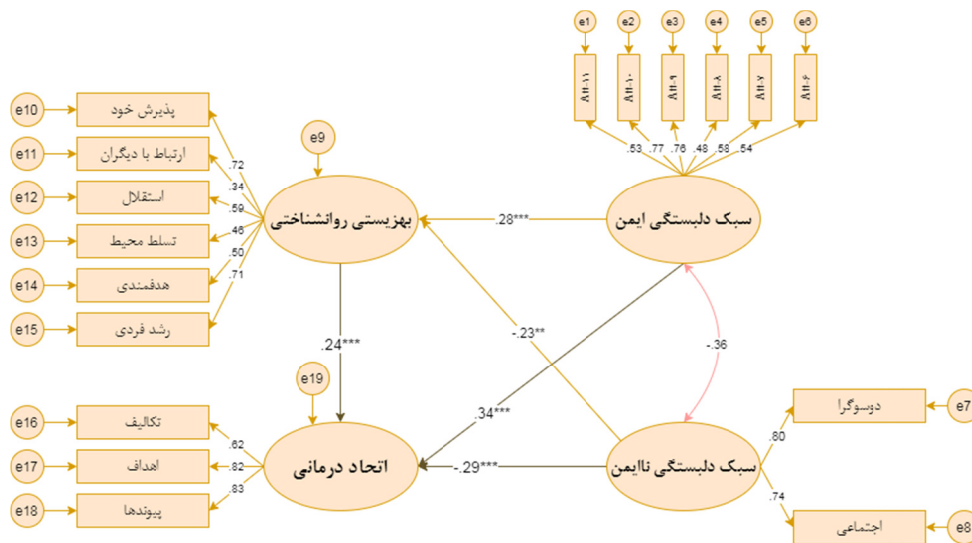 e1
e2
e3
e4
e5
e6
.53
.77
.76
.48
.58
.54
e10
پذیرش خود
e11
ارتباط با دیگران
e12
استقلال
e13
تسلط محیط
e14
هدفمندی
e15
رشد فردی
.72
.34
.59
.46
.50
.71
e9
بهزیستی روانشناختی
.28***
سبک دلبستگی ایمن
-.23**
-.36
.24***
.34***
e19
e16
تکالیف
e17
اهداف
e18
پیوندها
.62
.82
.83
اتحاد درمانی
-.29***
سبک دلبستگی ناایمن
.80
.74
دوسوگرا
e7
اجتماعی
e8